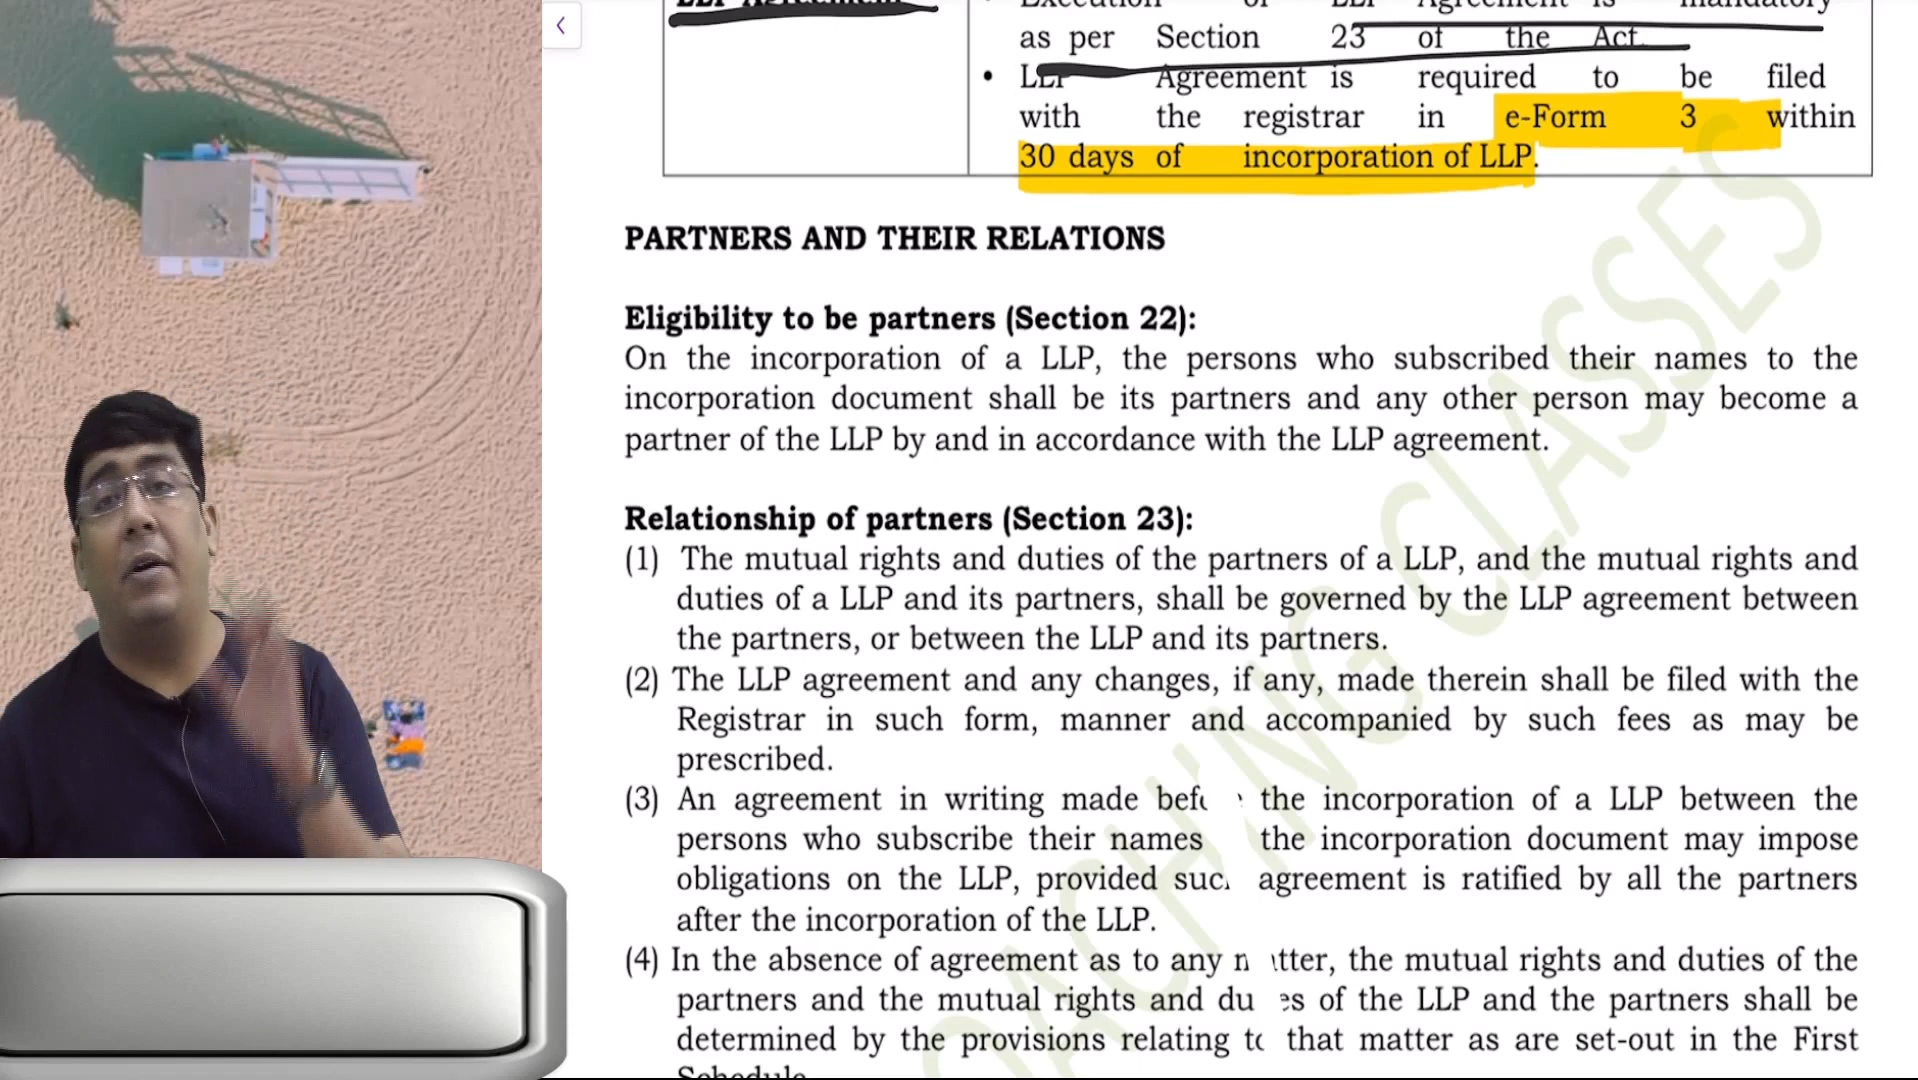 as per Section 23 of the Act.
Agreement is required to be filed
with the registrar in e-Form 3 within
30 days of incorporation of LLP.
PARTNERS AND THEIR RELATIONS
Eligibility to be partners (Section 22):
On the incorporation of a LLP, the persons who subscribed their names to the
incorporation document shall be its partners and any other person may become a
partner of the LLP by and in accordance with the LLP agreement.
Relationship of partners (Section 23):
(1) The mutual rights and duties of the partners of a LLP, and the mutual rights and
duties of a LLP and its partners, shall be governed by the LLP agreement between
the partners, or between the LLP and its partners.
(2) The LLP agreement and any changes, if any, made therein shall be filed with the
Registrar in such form, manner and accompanied by such fees as may be
prescribed.
(3) An agreement in writing made the incorporation of a LLP between the
persons who subscribe their names the incorporation document may impose
obligations on the LLP, provided agreement is ratified by all the partners
after the incorporation of the LLP.
(4) In the absence of agreement as to any the mutual rights and duties of the
partners and the mutual rights and of the LLP and the partners shall be
determined by the provisions relating that matter as are set-out in the First
COACHING CLASSES